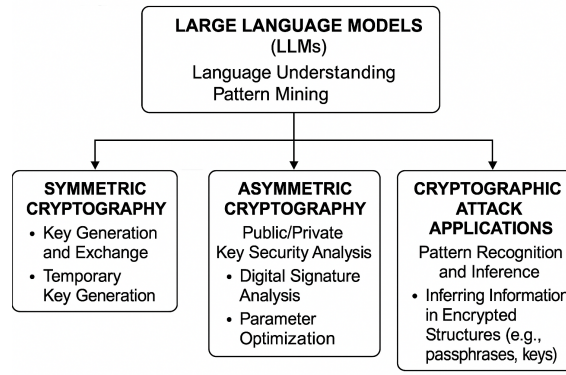 LARGE LANGUAGE MODELS
(LLMs)
Language Understanding
Pattern Mining
SYMMETRIC
CRYPTOGRAPHY
• Key Generation
and Exchange
• Temporary
Key Generation
ASYMMETRIC
CRYPTOGRAPHY
Public/Private
Key Security Analysis
• Digital Signature
Analysis
• Parameter
Optimization
CRYPTOGRAPHIC
ATTACK
APPLICATIONS
Pattern Recognition
and Inference
• Inferring Information
in Encrypted
Structures (e.g.,
passphrases, keys)